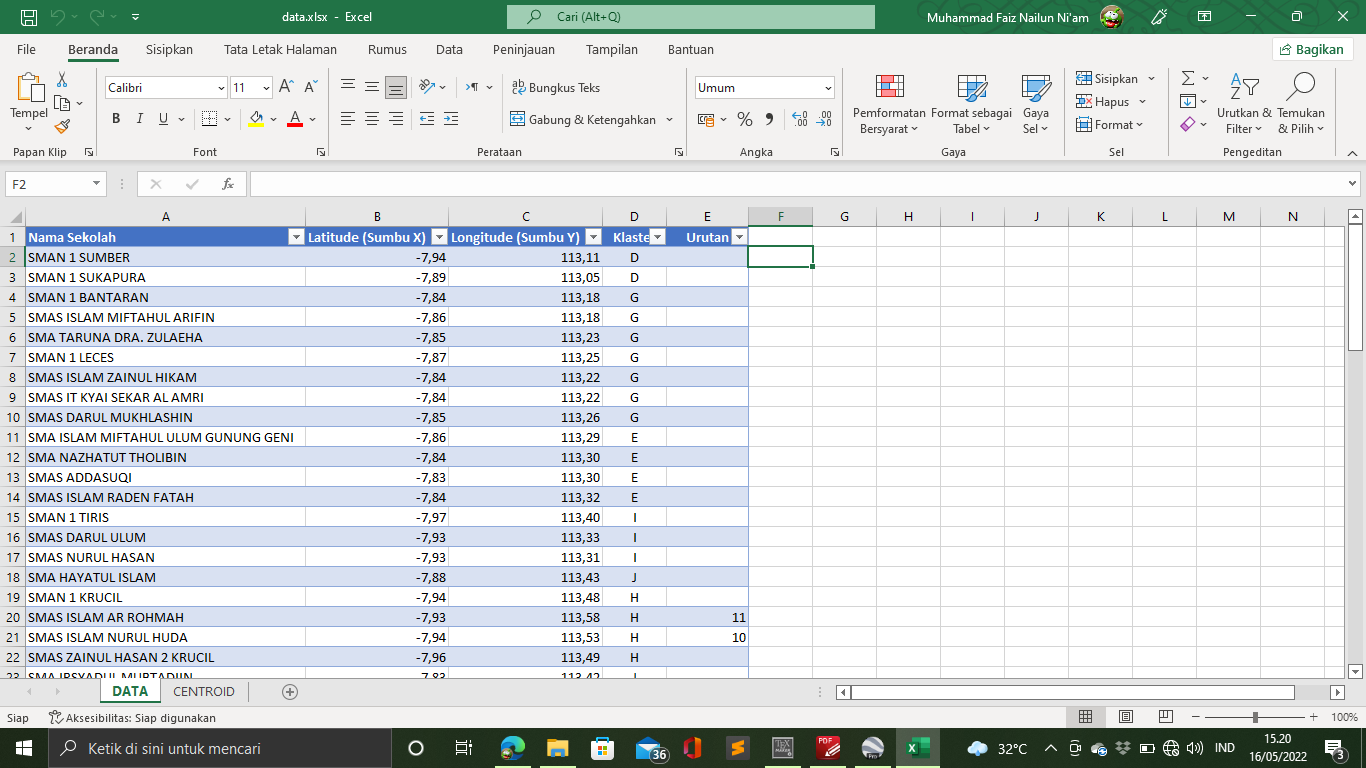 data.xlsx - Excel
Cari (Alt+Q)
Muhammad Faiz Nailun Ni'am
File Beranda Sisipkan Tata Letak Halaman Rumus Data Peninjauan Tampilan Bantuan
Bagikan
Tempel
Papan Klip
Calibri 11
B I U A
Font
Bungkus Teks
Gabung & Ketengahkan
Perataan
Umum
Angka
Pemformatan Bersyarat
Format sebagai Tabel
Gaya Sel
Gaya
Sisipkan
Hapus
Format
Sel
Urutkan & Filter
Temukan & Pilih
Pengeditan
F2 fx
A B C D E F G H I J K L M N
1 Nama Sekolah Latitude (Sumbu X) Longitude (Sumbu Y) Klaste Urutan
2 SMAN 1 SUMBER -7,94 113,11 D
3 SMAN 1 SUKAPURA -7,89 113,05 D
4 SMAN 1 BANTARAN -7,84 113,18 G
5 SMAS ISLAM MIFTAHUL ARIFIN -7,86 113,18 G
6 SMA TARUNA DRA. ZULAEHA -7,85 113,23 G
7 SMAN 1 LECES -7,87 113,25 G
8 SMAS ISLAM ZAINUL HIKAM -7,84 113,22 G
9 SMAS IT KYAI SEKAR AL AMRI -7,84 113,22 G
10 SMAS DARUL MUKHLASHIN -7,85 113,26 G
11 SMA ISLAM MIFTAHUL ULUM GUNUNG GENI -7,86 113,29 E
12 SMA NAZHATUT THOLIBIN -7,84 113,30 E
13 SMAS ADDASUQI -7,83 113,30 E
14 SMAS ISLAM RADEN FATAH -7,84 113,32 E
15 SMAN 1 TIRIS -7,97 113,40 I
16 SMAS DARUL ULUM -7,93 113,33 I
17 SMAS NURUL HASAN -7,93 113,31 I
18 SMA HAYATUL ISLAM -7,88 113,43 J
19 SMAN 1 KRUCIL -7,94 113,48 H
20 SMAS ISLAM AR ROHMAH -7,93 113,58 H 11
21 SMAS ISLAM NURUL HUDA -7,94 113,53 H 10
22 SMAS ZAINUL HASAN 2 KRUCIL -7,96 113,49 H
23 SMA IRSYADUL MUBTADIIN -7,83 113,42
DATA CENTROID
Siap Aksesibilitas: Siap digunakan 100%
Ketik di sini untuk mencari
36
PDF
Pro
32°C
IND
15.20
16/05/2022
3